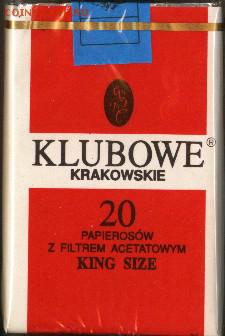 KLUBOWE®
KRAKOWSKIE
20
PAPIEROSÓW
Z FILTREM ACETATOWYM
KING SIZE